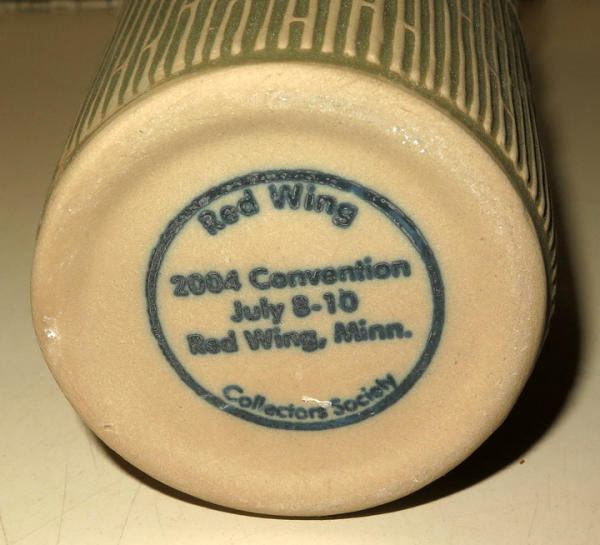 Red Wing
2004 Convention
July 8-10
Red Wing, Minn.
Collectors Society